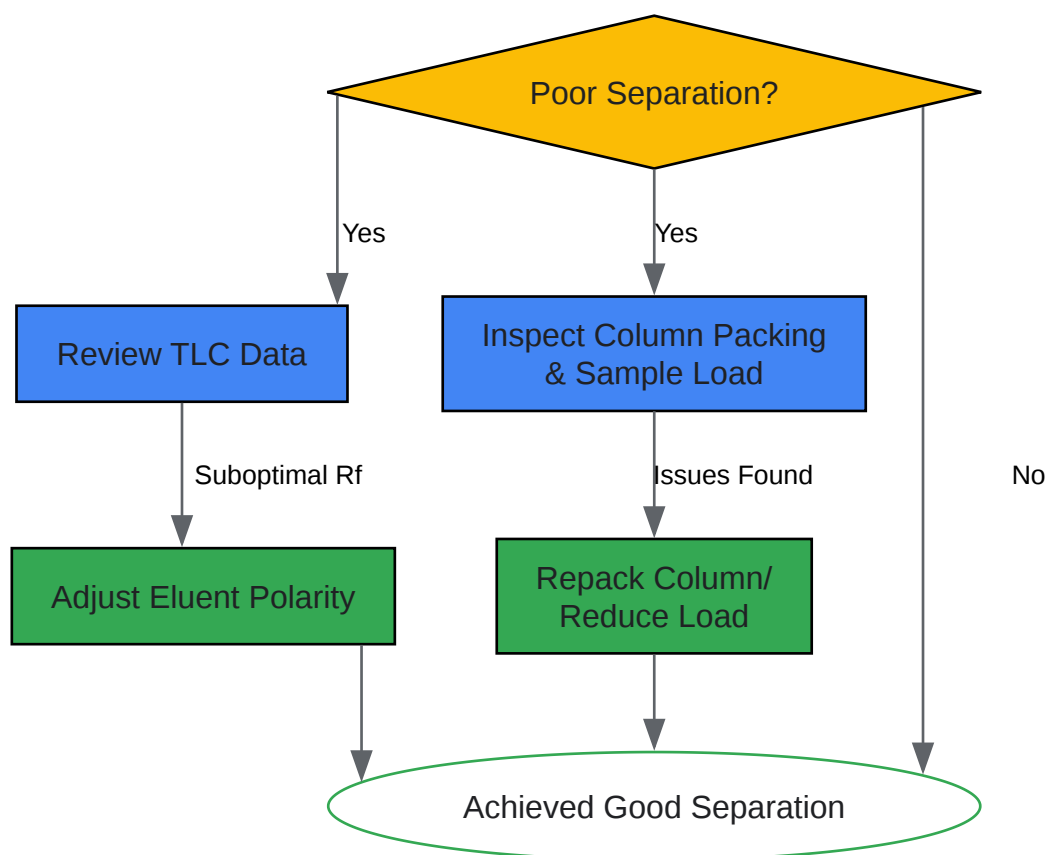 Poor Separation?
Yes
Yes
Review TLC Data
Inspect Column Packing
& Sample Load
Suboptimal Rf
Issues Found
No
Adjust Eluent Polarity
Repack Column/
Reduce Load
Achieved Good Separation